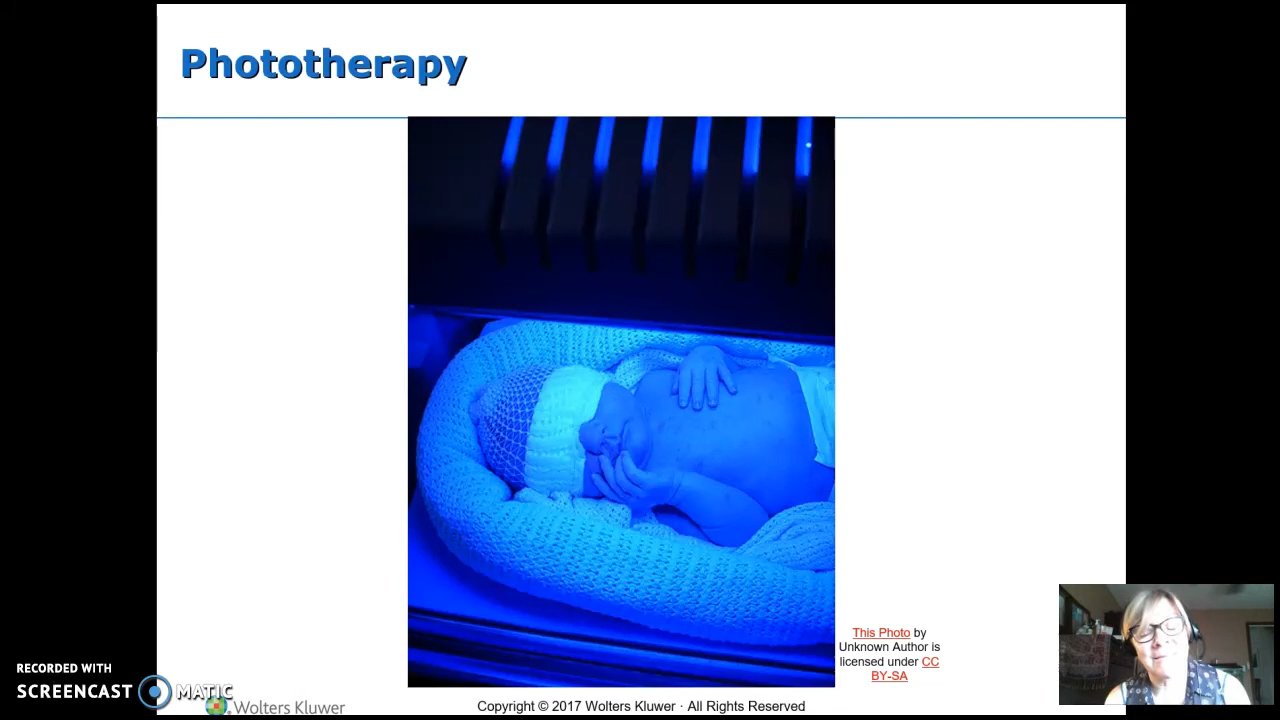 Phototherapy
This Photo by
Unknown Author is
licensed under CC
BY-SA
RECORDED WITH
SCREENCAST MATIC
Wolters Kluwer
Copyright © 2017 Wolters Kluwer · All Rights Reserved